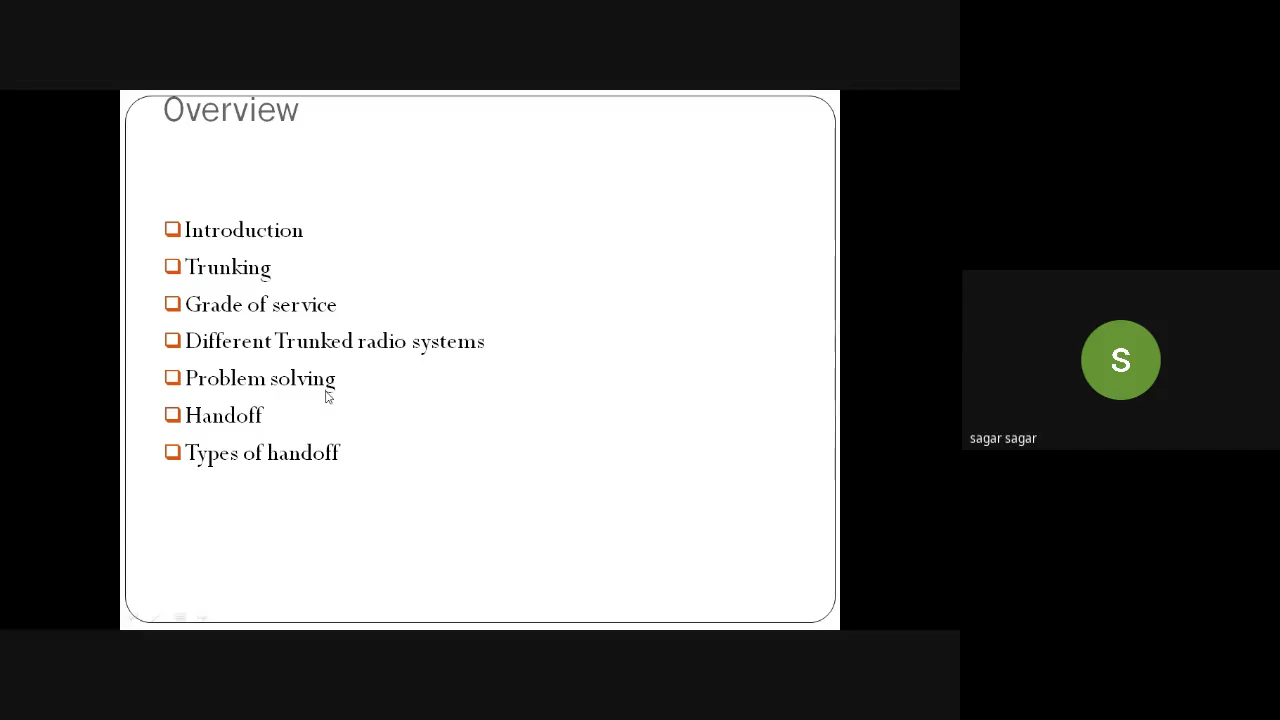 Overview
Introduction
Trunking
Grade of service
Different Trunked radio systems
Problem solving
Handoff
Types of handoff
S
sagar sagar